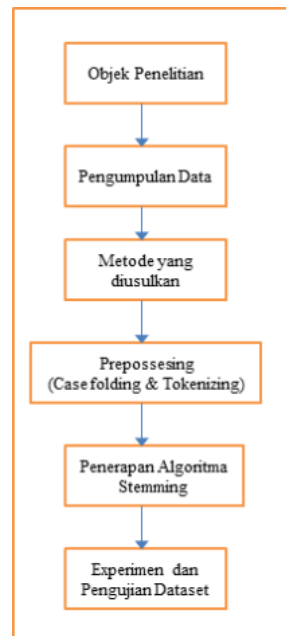 Objek Penelitian
Pengumpulan Data
Metode yang
diusulkan
Prepossesing
(Case folding & Tokenizing)
Penerapan Algoritma
Stemming
Experimen dan
Pengujian Dataset